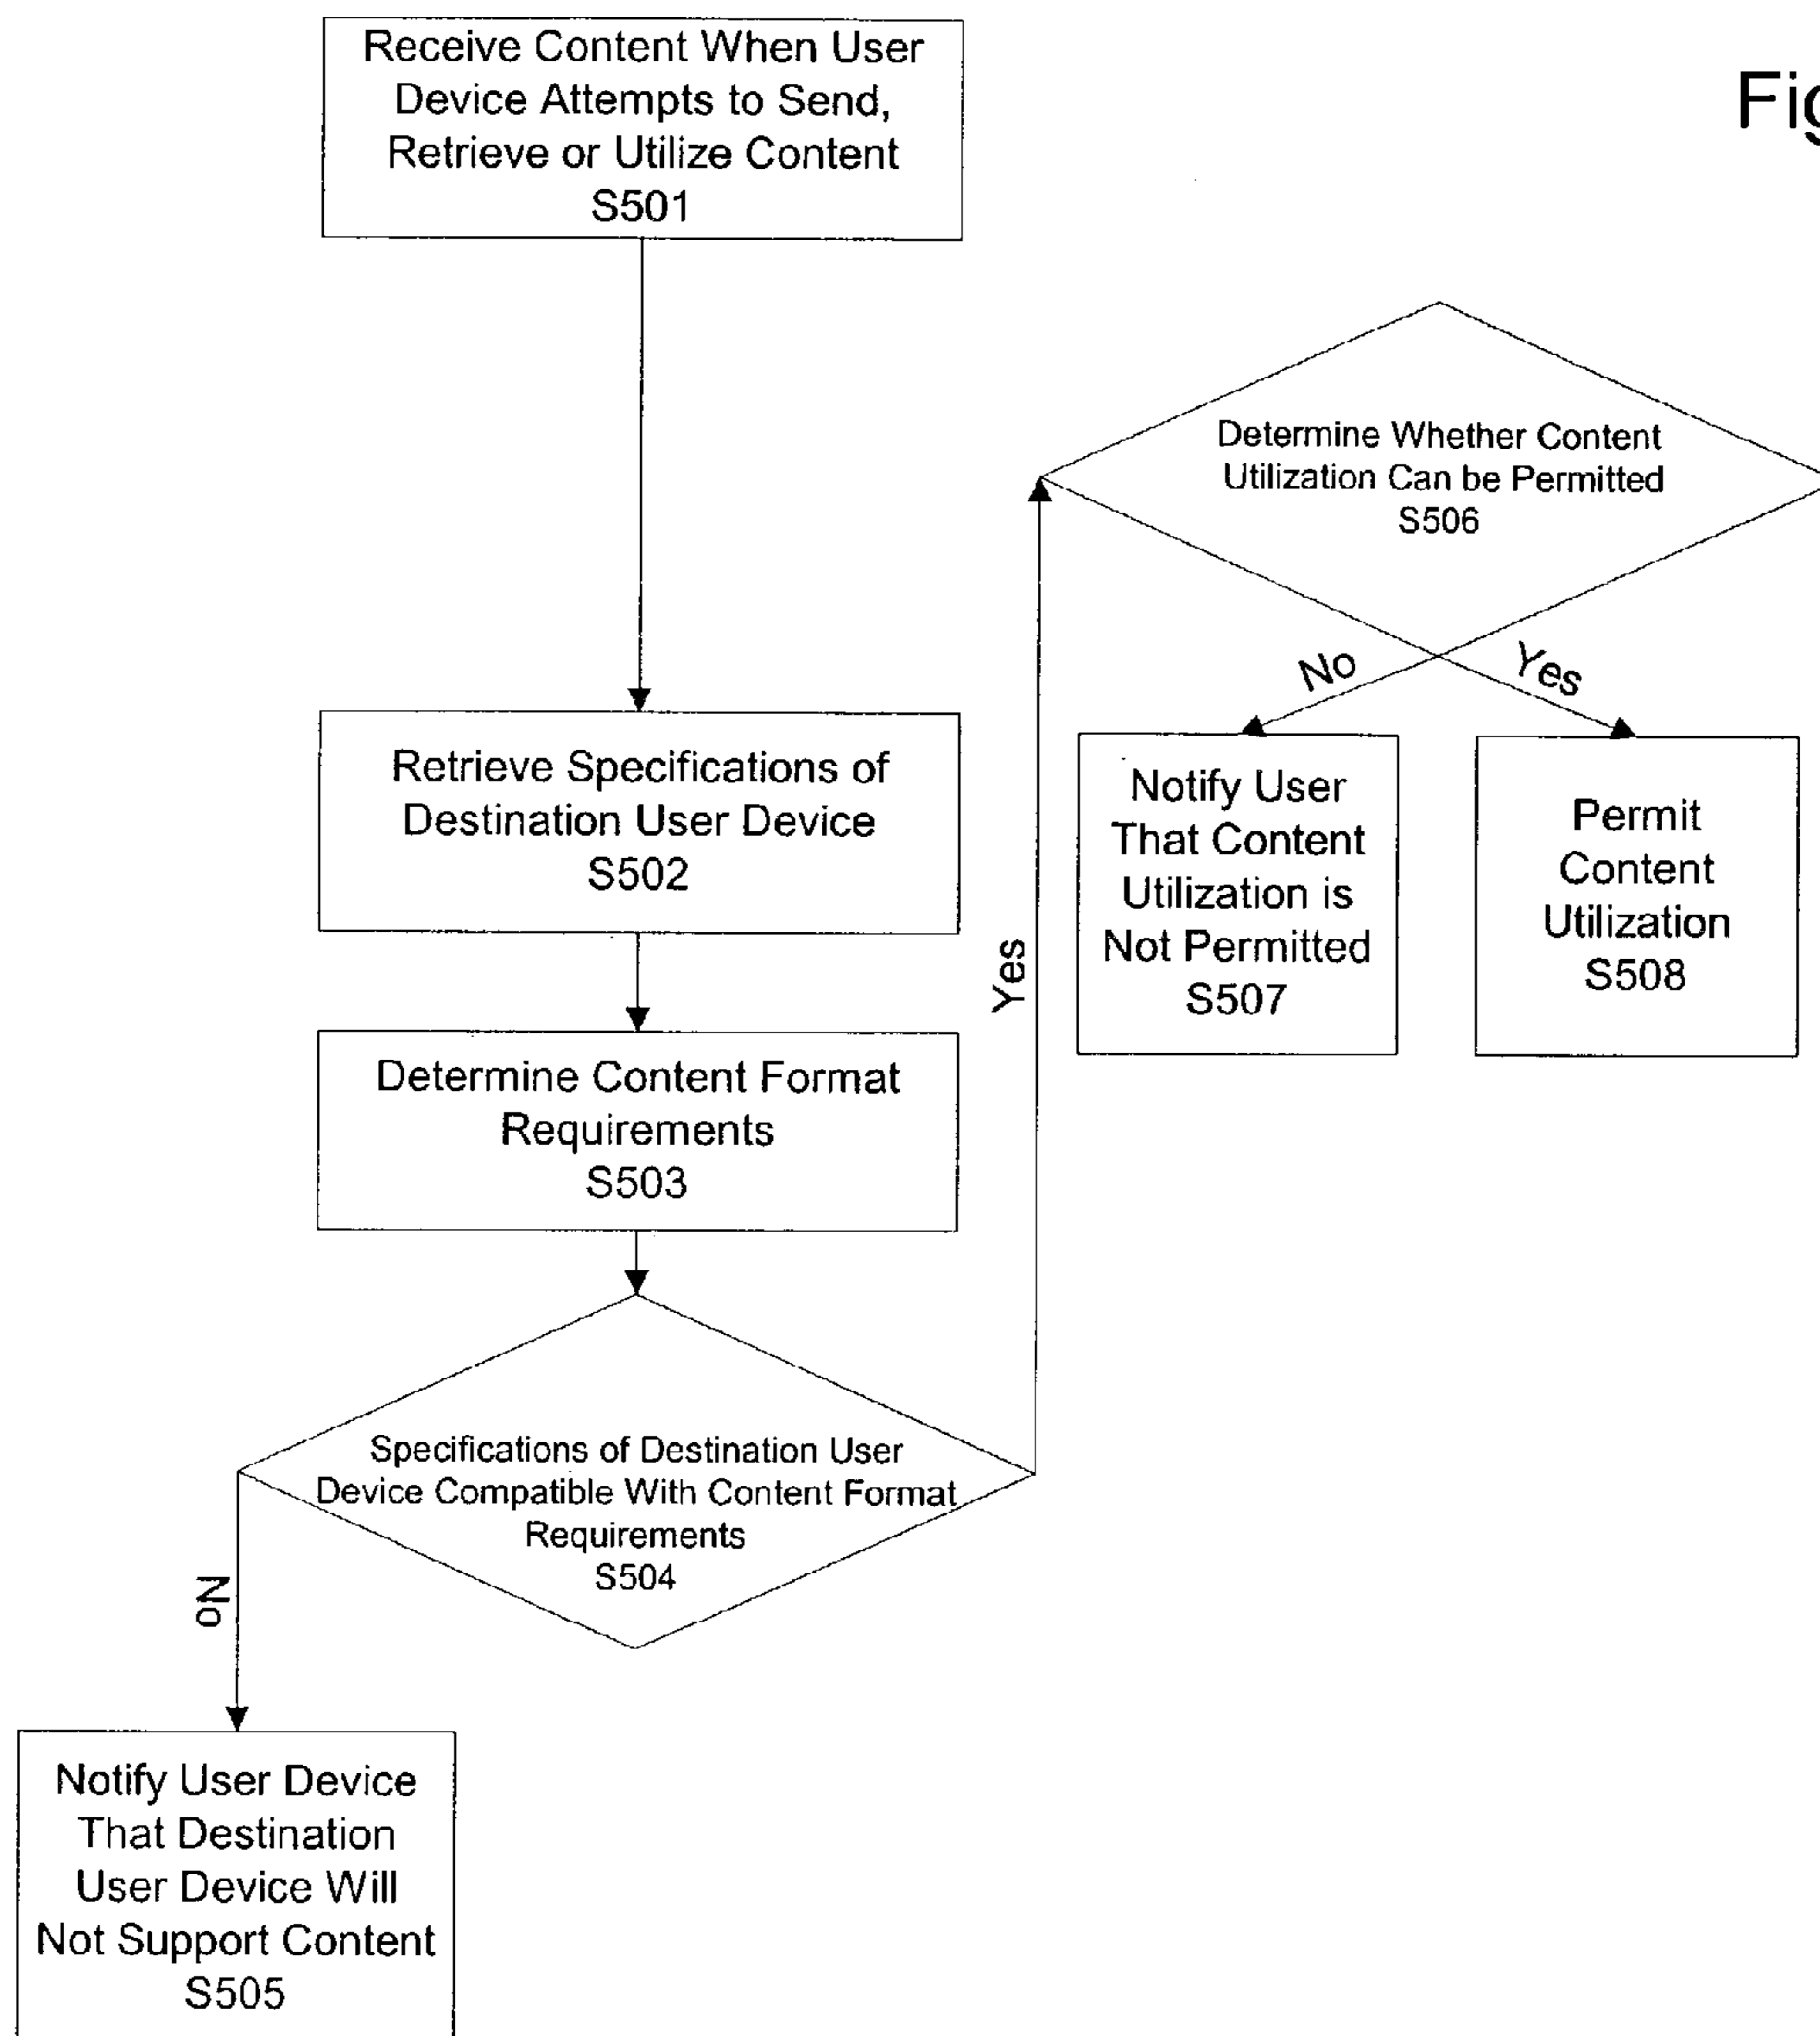 Receive Content When User
Device Attempts to Send,
Retrieve or Utilize Content
S501
Fig
Determine Whether Content
Utilization Can be Permitted
S506
No
Yes
Retrieve Specifications of
Destination User Device
S502
Notify User
That Content
Utilization is
Not Permitted
S507
Permit
Content
Utilization
S508
Yes
Determine Content Format
Requirements
S503
Specifications of Destination User
Device Compatible With Content Format
Requirements
S504
No
Notify User Device
That Destination
User Device Will
Not Support Content
S505